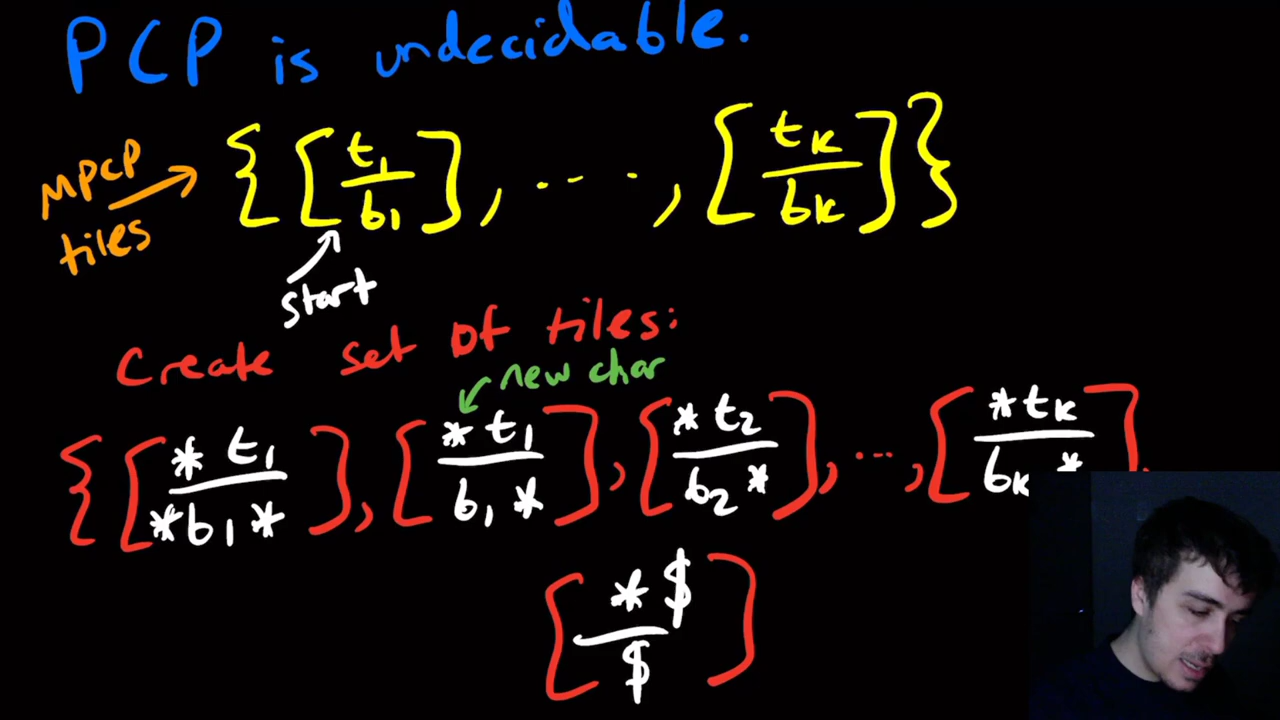 PCP is undecidable.
MPCP tiles → { [ t₁ / b₁ ], ..., [ tₖ / bₖ ] }
start
Create set of tiles:
new char
{ [ *t₁ / *b₁* ], [ *t₁ / b₁* ], [ *t₂ / b₂* ], ..., [ *tₖ / bₖ* ],
[ *$ / $ ]